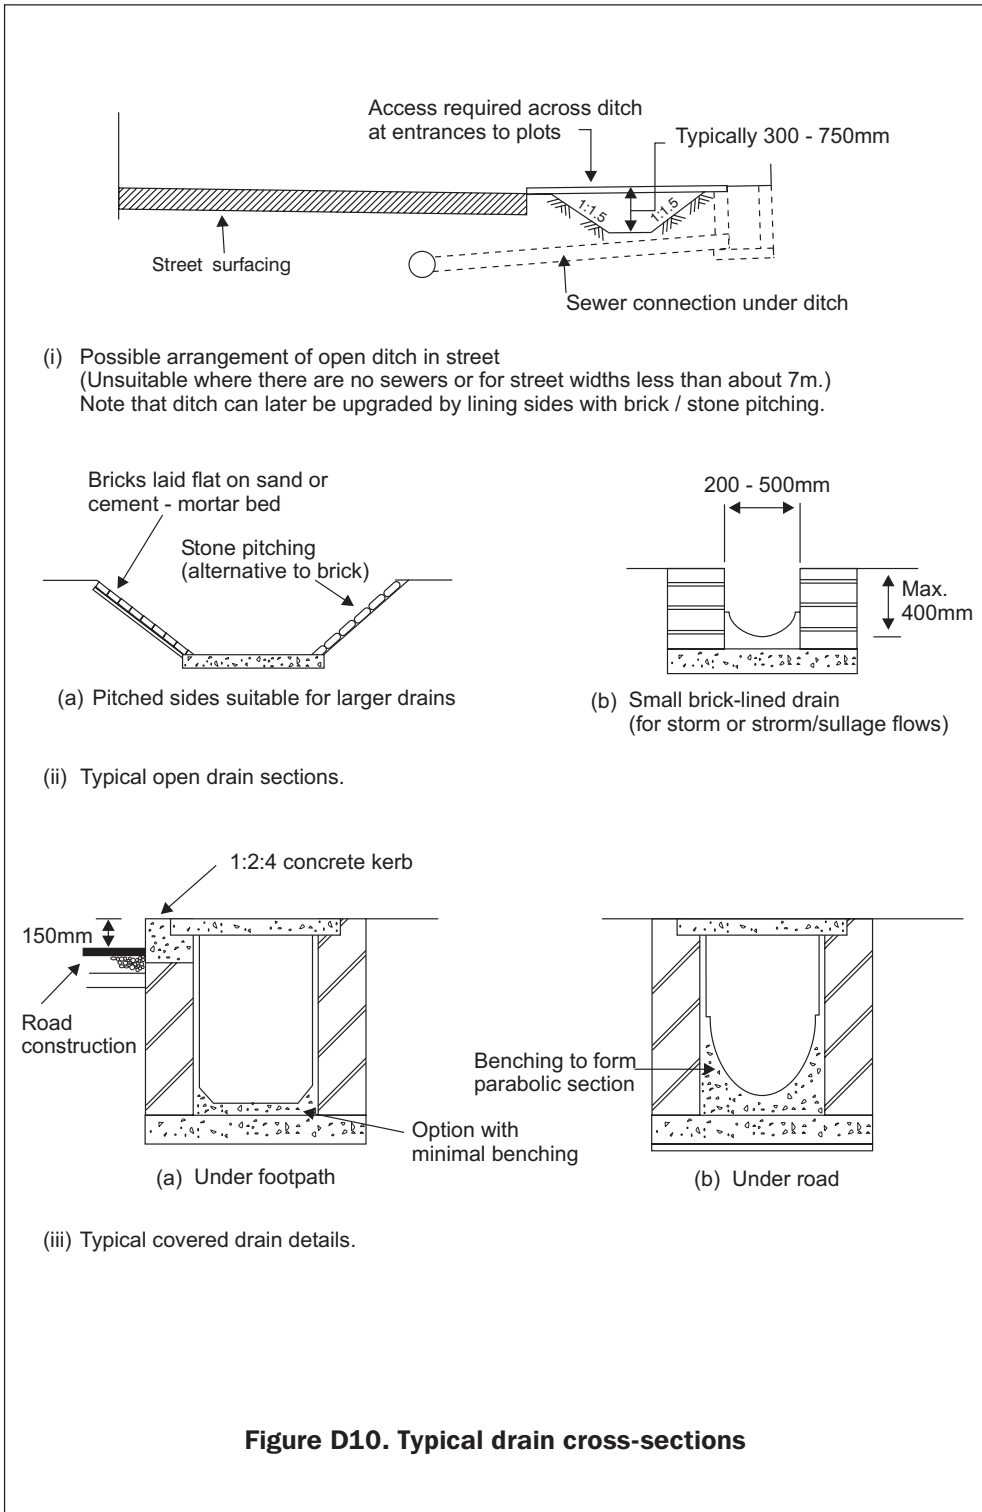 Access required across ditch
at entrances to plots
Typically 300 - 750mm
1:1.5
1:1.5
Street surfacing
Sewer connection under ditch
(i) Possible arrangement of open ditch in street
(Unsuitable where there are no sewers or for street widths less than about 7m.)
Note that ditch can later be upgraded by lining sides with brick / stone pitching.
Bricks laid flat on sand or
cement - mortar bed
Stone pitching
(alternative to brick)
(a) Pitched sides suitable for larger drains
200 - 500mm
Max.
400mm
(b) Small brick-lined drain
(for storm or strorm/sullage flows)
(ii) Typical open drain sections.
1:2:4 concrete kerb
150mm
Road
construction
Option with
minimal benching
(a) Under footpath
Benching to form
parabolic section
(b) Under road
(iii) Typical covered drain details.
Figure D10. Typical drain cross-sections